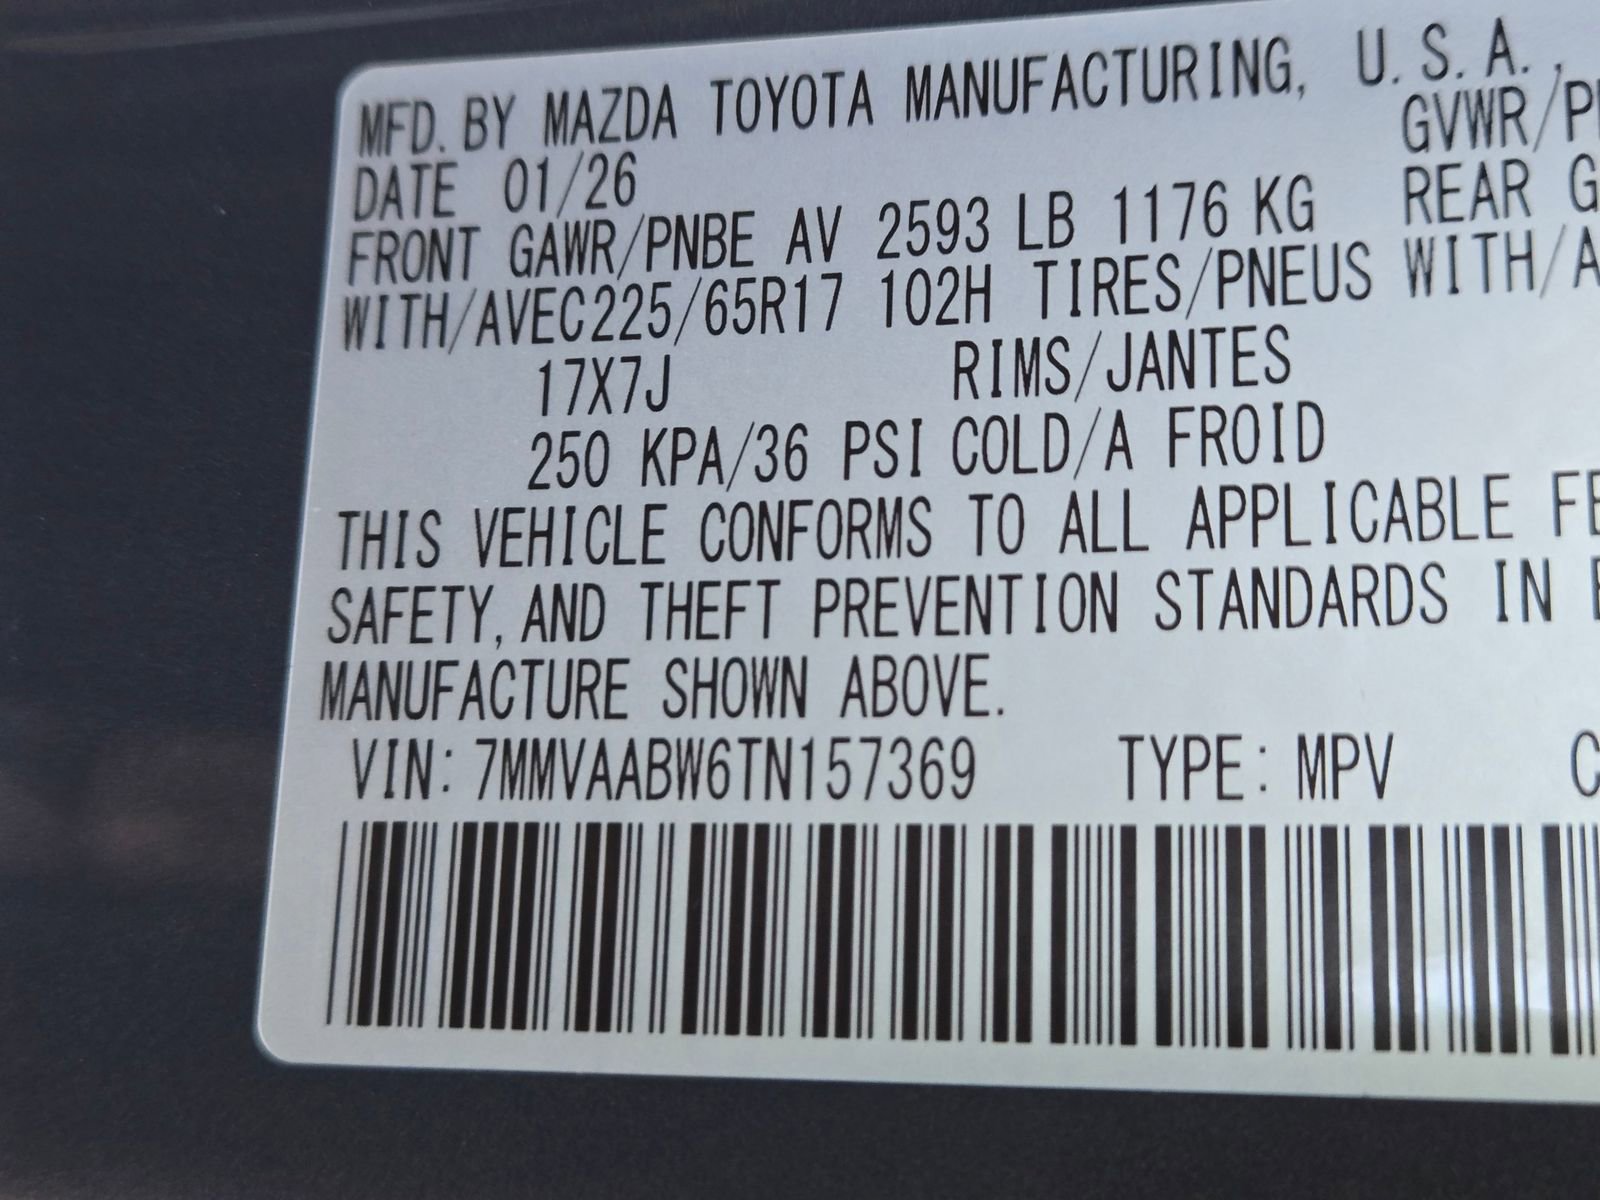 MFD. BY MAZDA TOYOTA MANUFACTURING, U.S.A.,
DATE 01/26 GVWR/
FRONT GAWR/PNBE AV 2593 LB 1176 KG REAR
WITH/AVEC225/65R17 102H TIRES/PNEUS WITH/
17X7J RIMS/JANTES
250 KPA/36 PSI COLD/A FROID
THIS VEHICLE CONFORMS TO ALL APPLICABLE
SAFETY, AND THEFT PREVENTION STANDARDS IN
MANUFACTURE SHOWN ABOVE.
VIN: 7MMVAABW6TN157369 TYPE: MPV